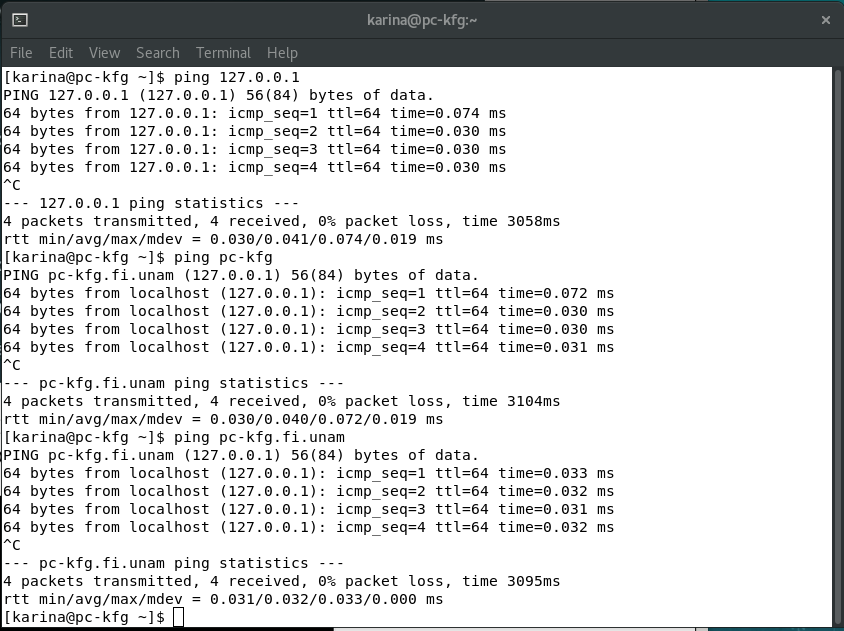 karina@pc-kfg:~
File Edit View Search Terminal Help
[karina@pc-kfg ~]$ ping 127.0.0.1
PING 127.0.0.1 (127.0.0.1) 56(84) bytes of data.
64 bytes from 127.0.0.1: icmp_seq=1 ttl=64 time=0.074 ms
64 bytes from 127.0.0.1: icmp_seq=2 ttl=64 time=0.030 ms
64 bytes from 127.0.0.1: icmp_seq=3 ttl=64 time=0.030 ms
64 bytes from 127.0.0.1: icmp_seq=4 ttl=64 time=0.030 ms
^C
--- 127.0.0.1 ping statistics ---
4 packets transmitted, 4 received, 0% packet loss, time 3058ms
rtt min/avg/max/mdev = 0.030/0.041/0.074/0.019 ms
[karina@pc-kfg ~]$ ping pc-kfg
PING pc-kfg.fi.unam (127.0.0.1) 56(84) bytes of data.
64 bytes from localhost (127.0.0.1): icmp_seq=1 ttl=64 time=0.072 ms
64 bytes from localhost (127.0.0.1): icmp_seq=2 ttl=64 time=0.030 ms
64 bytes from localhost (127.0.0.1): icmp_seq=3 ttl=64 time=0.030 ms
64 bytes from localhost (127.0.0.1): icmp_seq=4 ttl=64 time=0.031 ms
^C
--- pc-kfg.fi.unam ping statistics ---
4 packets transmitted, 4 received, 0% packet loss, time 3104ms
rtt min/avg/max/mdev = 0.030/0.040/0.072/0.019 ms
[karina@pc-kfg ~]$ ping pc-kfg.fi.unam
PING pc-kfg.fi.unam (127.0.0.1) 56(84) bytes of data.
64 bytes from localhost (127.0.0.1): icmp_seq=1 ttl=64 time=0.033 ms
64 bytes from localhost (127.0.0.1): icmp_seq=2 ttl=64 time=0.032 ms
64 bytes from localhost (127.0.0.1): icmp_seq=3 ttl=64 time=0.031 ms
64 bytes from localhost (127.0.0.1): icmp_seq=4 ttl=64 time=0.032 ms
^C
--- pc-kfg.fi.unam ping statistics ---
4 packets transmitted, 4 received, 0% packet loss, time 3095ms
rtt min/avg/max/mdev = 0.031/0.032/0.033/0.000 ms
[karina@pc-kfg ~]$